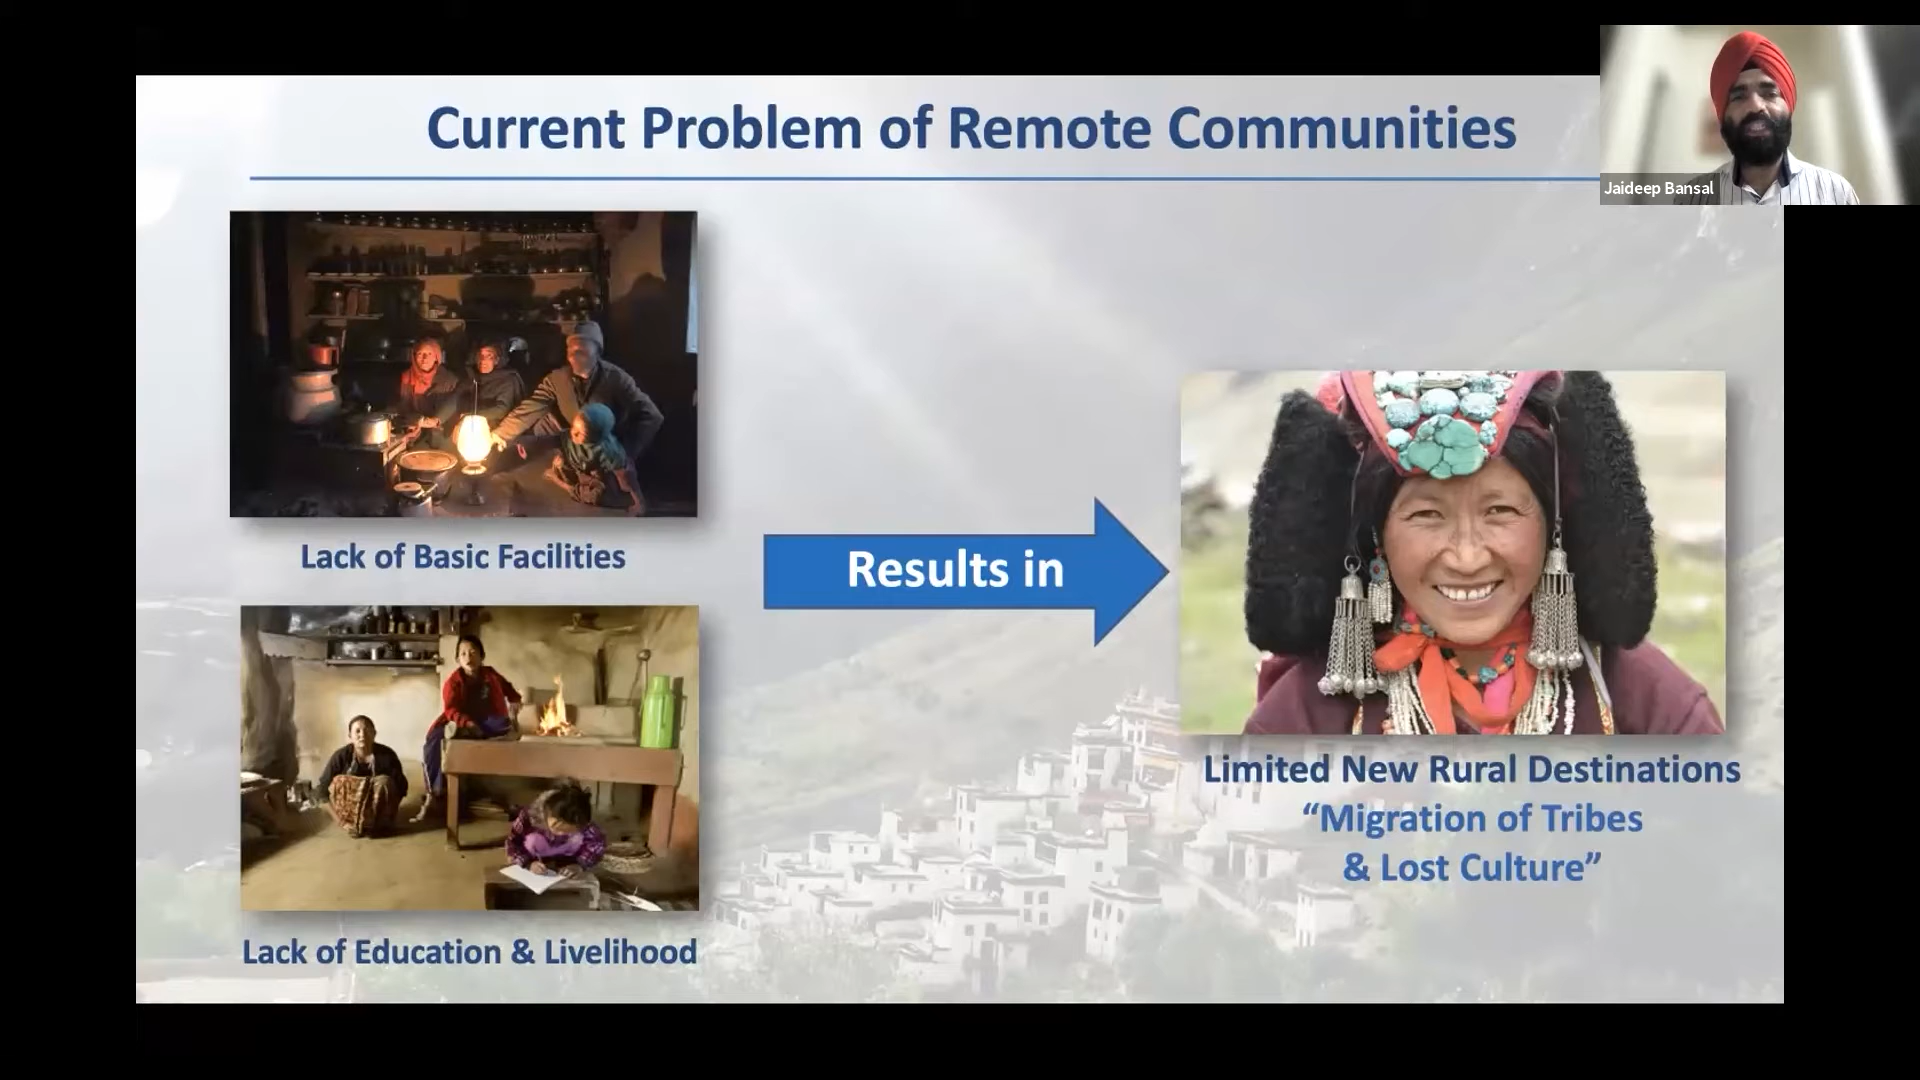 Current Problem of Remote Communities
Jaideep Bansal
Lack of Basic Facilities
Results in
Lack of Education & Livelihood
Limited New Rural Destinations
“Migration of Tribes
& Lost Culture”